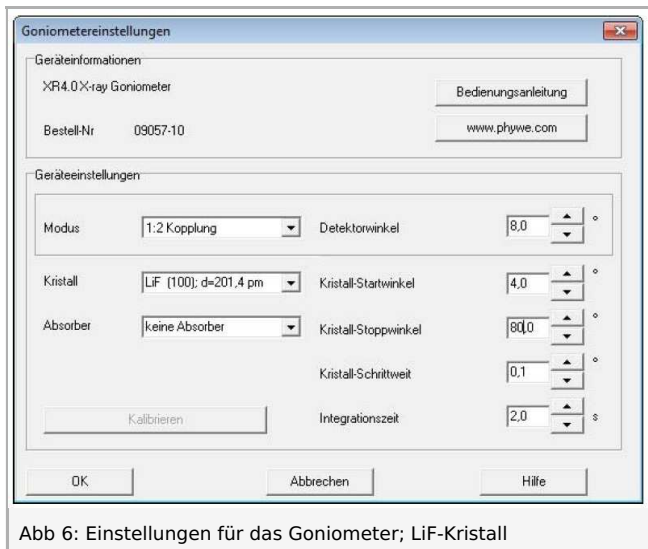 Goniometereinstellungen
Geräteinformationen
XR4.0 X-ray Goniometer
Bedienungsanleitung
Bestell-Nr 09057-10
www.phywe.com
Geräteeinstellungen
Modus 1:2 Kopplung Detektorwinkel 8,0 °
Kristall LiF (100); d=201,4 pm Kristall-Startwinkel 4,0 °
Absorber keine Absorber Kristall-Stoppwinkel 80,0 °
Kristall-Schrittweit 0,1 °
Kalibrieren Integrationszeit 2,0 s
OK Abbrechen Hilfe
Abb 6: Einstellungen für das Goniometer; LiF-Kristall